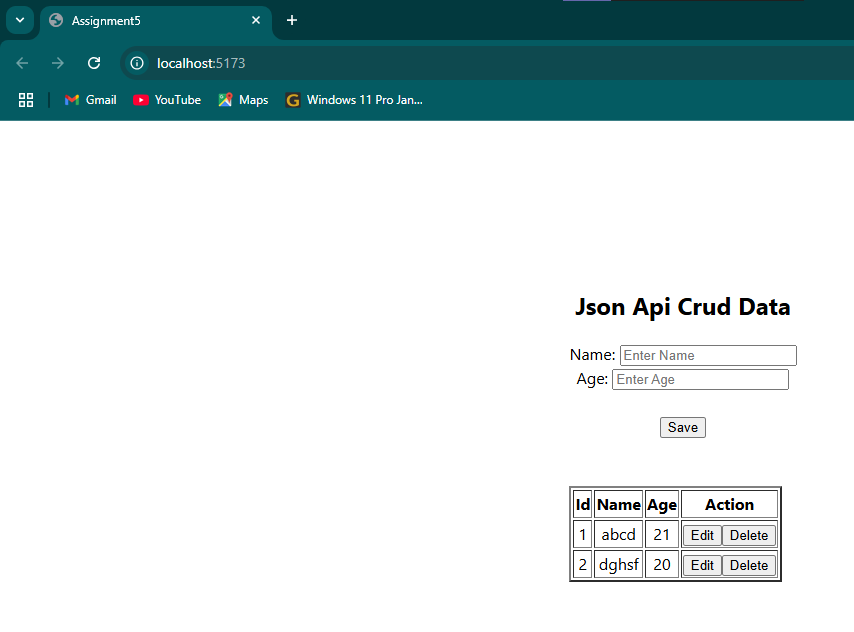 Assignment5
localhost:5173
Gmail YouTube Maps Windows 11 Pro Jan...
Json Api Crud Data
Name: Enter Name
Age: Enter Age
Save
Id Name Age Action
1 abcd 21 Edit Delete
2 dghsf 20 Edit Delete